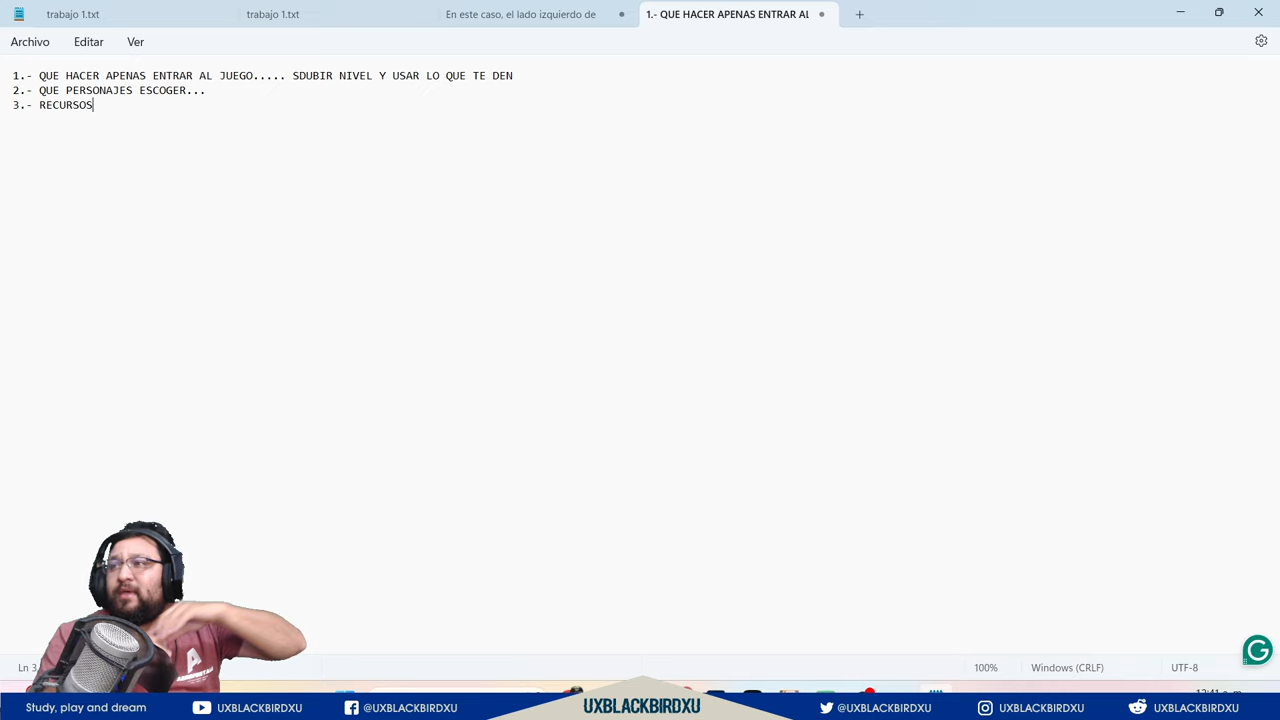 trabajo 1.txt
trabajo 1.txt
En este caso, el lado izquierdo de
1.- QUE HACER APENAS ENTRAR AL
Archivo
Editar
Ver
1.- QUE HACER APENAS ENTRAR AL JUEGO..... SDUBIR NIVEL Y USAR LO QUE TE DEN
2.- QUE PERSONAJES ESCOGER...
3.- RECURSOS
Ln 3,
100%
Windows (CRLF)
UTF-8
Study, play and dream
UXBLACKBIRDXU
@UXBLACKBIRDXU
UXBLACKBIRDXU
@UXBLACKBIRDXU
UXBLACKBIRDXU
UXBLACKBIRDXU